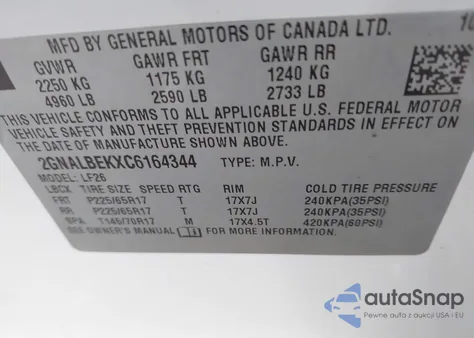 MFD BY GENERAL MOTORS OF CANADA LTD.
GVWR GAWR FRT GAWR RR
2250 KG 1175 KG 1240 KG
4960 LB 2590 LB 2733 LB
THIS VEHICLE CONFORMS TO ALL APPLICABLE U.S. FEDERAL MOTOR
VEHICLE SAFETY AND THEFT PREVENTION STANDARDS IN EFFECT ON
THE DATE OF MANUFACTURE SHOWN ABOVE.
2GNALBEKXC6164344 TYPE: M.P.V.
MODEL: LF26
LBCX TIRE SIZE SPEED RTG RIM COLD TIRE PRESSURE
FRT P225/65R17 T 17X7J 240KPA(35PSI)
RR P225/65R17 T 17X7J 240KPA(35PSI)
SPA T145/70R17 M 17X4.5T 420KPA(60PSI)
SEE OWNER'S MANUAL FOR MORE INFORMATION.
autoSnap
Pewne auta z aukcji USA i EU